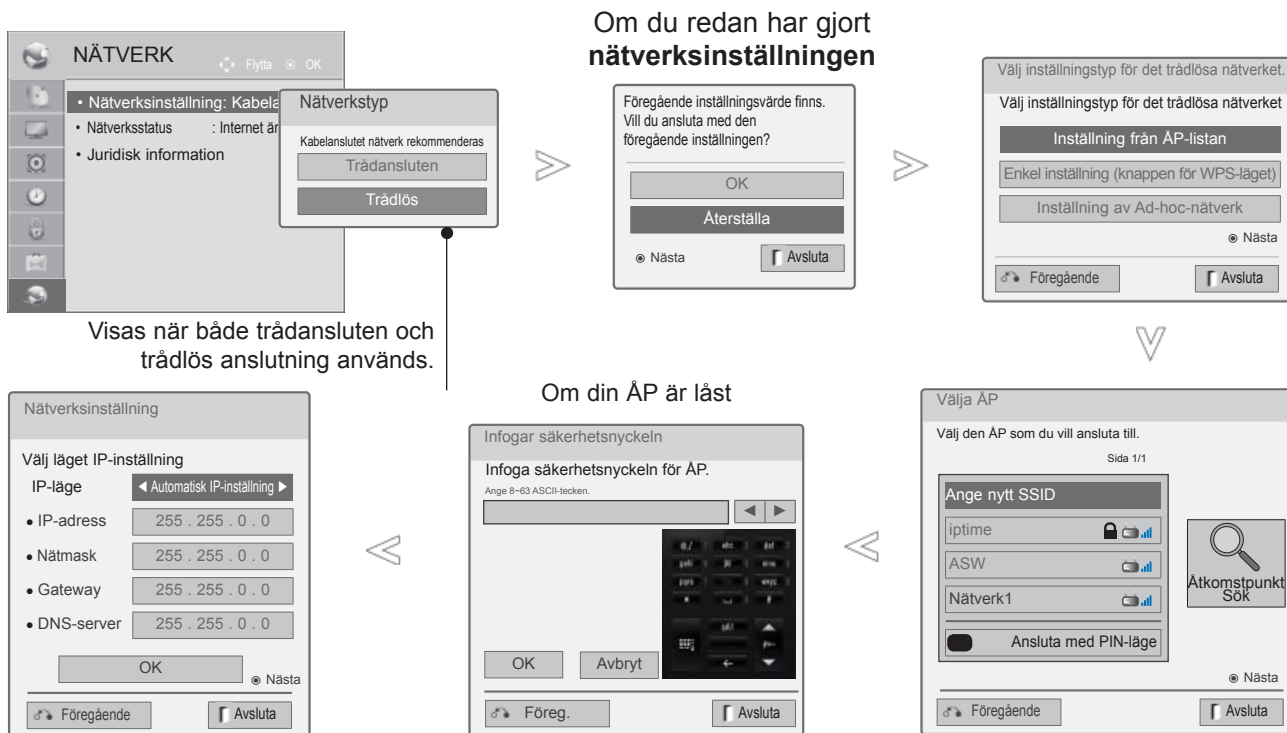 Om du redan har gjort
nätverksinställningen
NÄTVERK
Flytta OK
• Nätverksinställning: Kabela
• Nätverksstatus : Internet är
• Juridisk information
Nätverkstyp
Kabelanslutet nätverk rekommenderas
Trådansluten
Trådlös
Visas när både trådansluten och
trådlös anslutning används.
Föregående inställningsvärde finns.
Vill du ansluta med den
föregående inställningen?
OK
Återställa
Nästa
Avsluta
Välj inställningstyp för det trådlösa nätverket.
Välj inställningstyp för det trådlösa nätverket
Inställning från ÅP-listan
Enkel inställning (knappen för WPS-läget)
Inställning av Ad-hoc-nätverk
Nästa
Föregående
Avsluta
Välja ÅP
Välj den ÅP som du vill ansluta till.
Sida 1/1
Ange nytt SSID
iptime
ASW
Nätverk1
Ansluta med PIN-läge
Åtkomstpunkt
Sök
Nästa
Föregående
Avsluta
Om din ÅP är låst
Infogar säkerhetsnyckeln
Infoga säkerhetsnyckeln för ÅP.
Ange 8~63 ASCII-tecken.
OK
Avbryt
Föreg.
Avsluta
Nätverksinställning
Välj läget IP-inställning
IP-läge ◀ Automatisk IP-inställning ▶
• IP-adress 255 . 255 . 0 . 0
• Nätmask 255 . 255 . 0 . 0
• Gateway 255 . 255 . 0 . 0
• DNS-server 255 . 255 . 0 . 0
OK
Nästa
Föregående
Avsluta